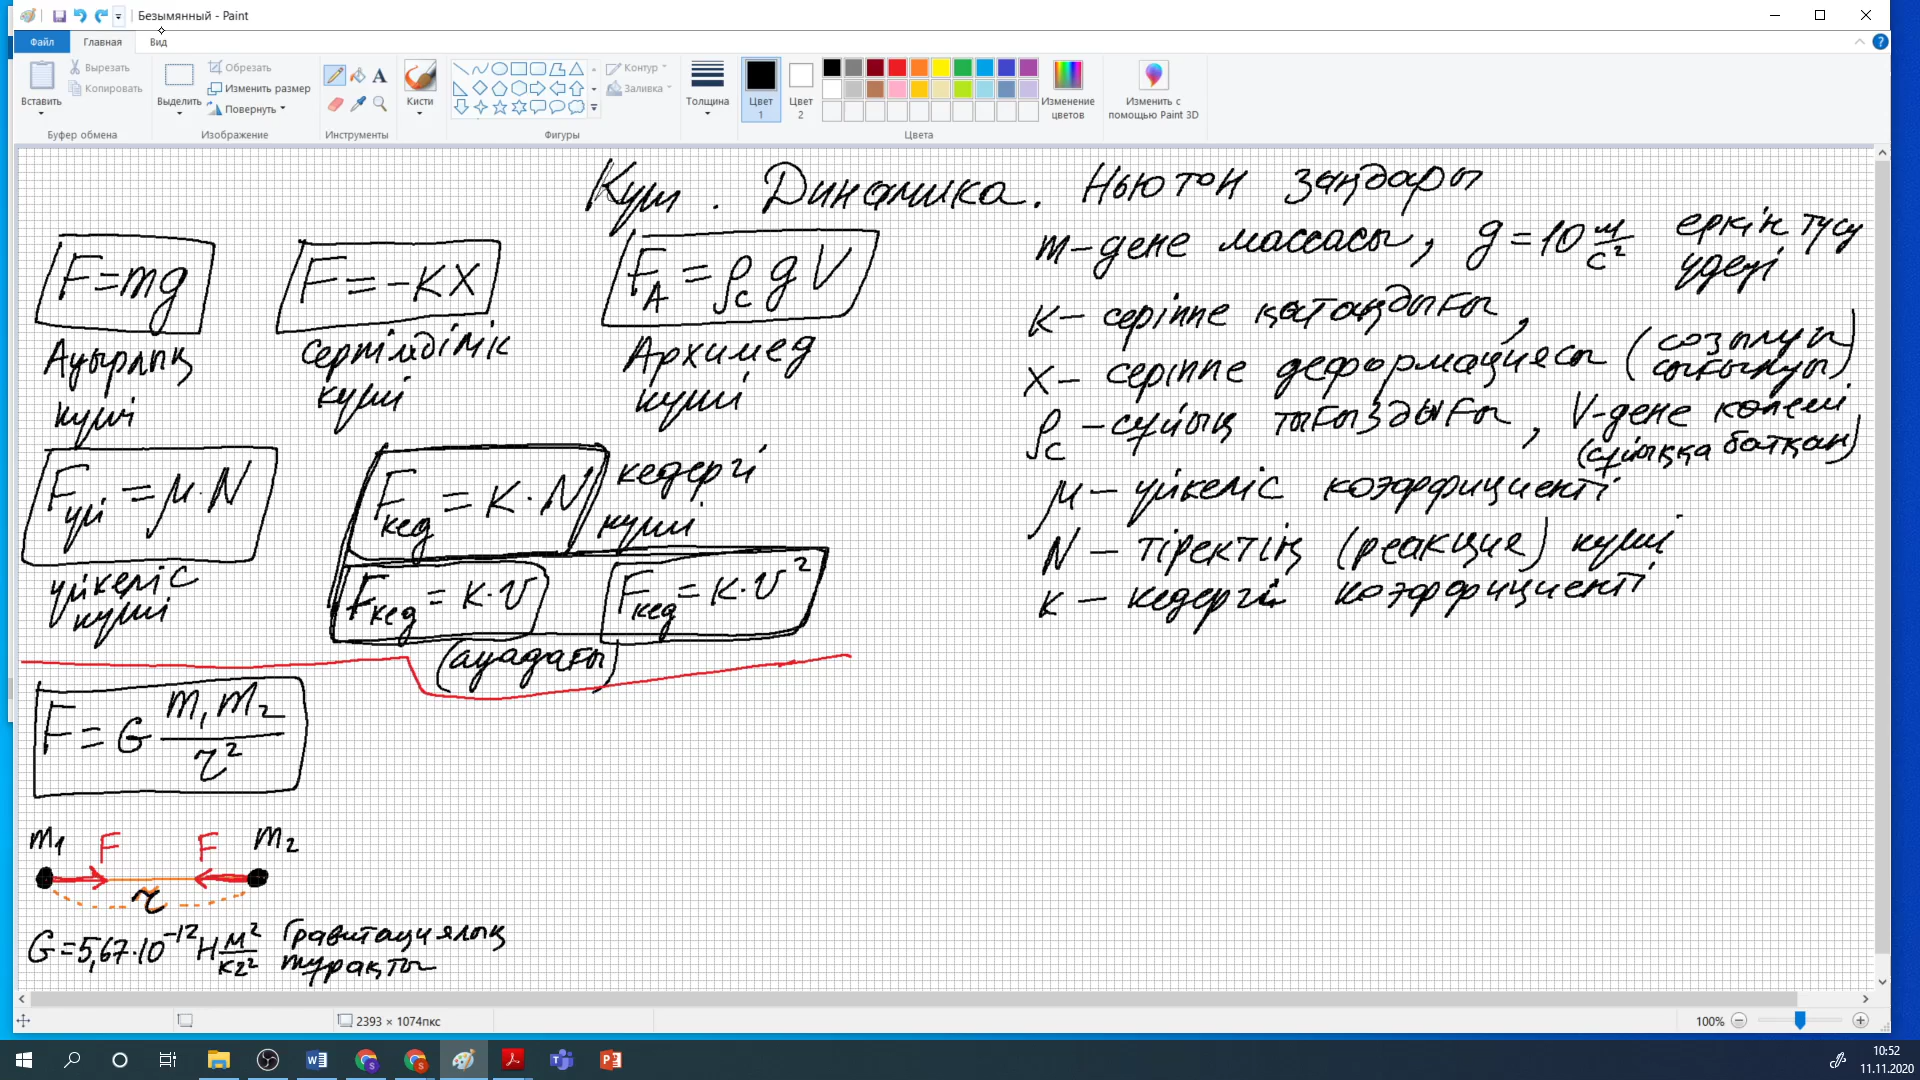 Безымянный - Paint
Файл Главная Вид
Вставить
Вырезать
Копировать
Буфер обмена
Выделить
Обрезать
Изменить размер
Повернуть
Изображение
Инструменты
Кисти
Контур
Заливка
Фигуры
Толщина
Цвет 1
Цвет 2
Цвета
Изменение цветов
Изменить с помощью Paint 3D
Күш. Динамика. Ньютон заңдары
F=mg
Ауырлық
күші
F=-кx
Серпімділік
күші
F_A=ρ_c g V
Архимед
күші
m-дене массасы, g=10 м/с² еркін түсу
үдеуі
к-серіппе қатаңдығы,
x-серіппе деформациясы (созылуы
сығылуы)
ρ_c-сұйық тығыздығы, V-дене көлемі
(сұйыққа батқан)
μ-үйкеліс коэффициенті
N-тіректің (реакция) күші
к-кедергі коэффициенті
F_үй=μ·N
үйкеліс
күші
F_кед=к·N
кедергі
күші
F_кед=к·v
F_кед=к·v²
(ауадағы)
F=G m₁m₂/r²
m₁ F F m₂
r
G=5,67·10⁻¹² Н м²/кг² Гравитациялық
тұрақты
2393 × 1074пкс
100%
10:52
11.11.2020